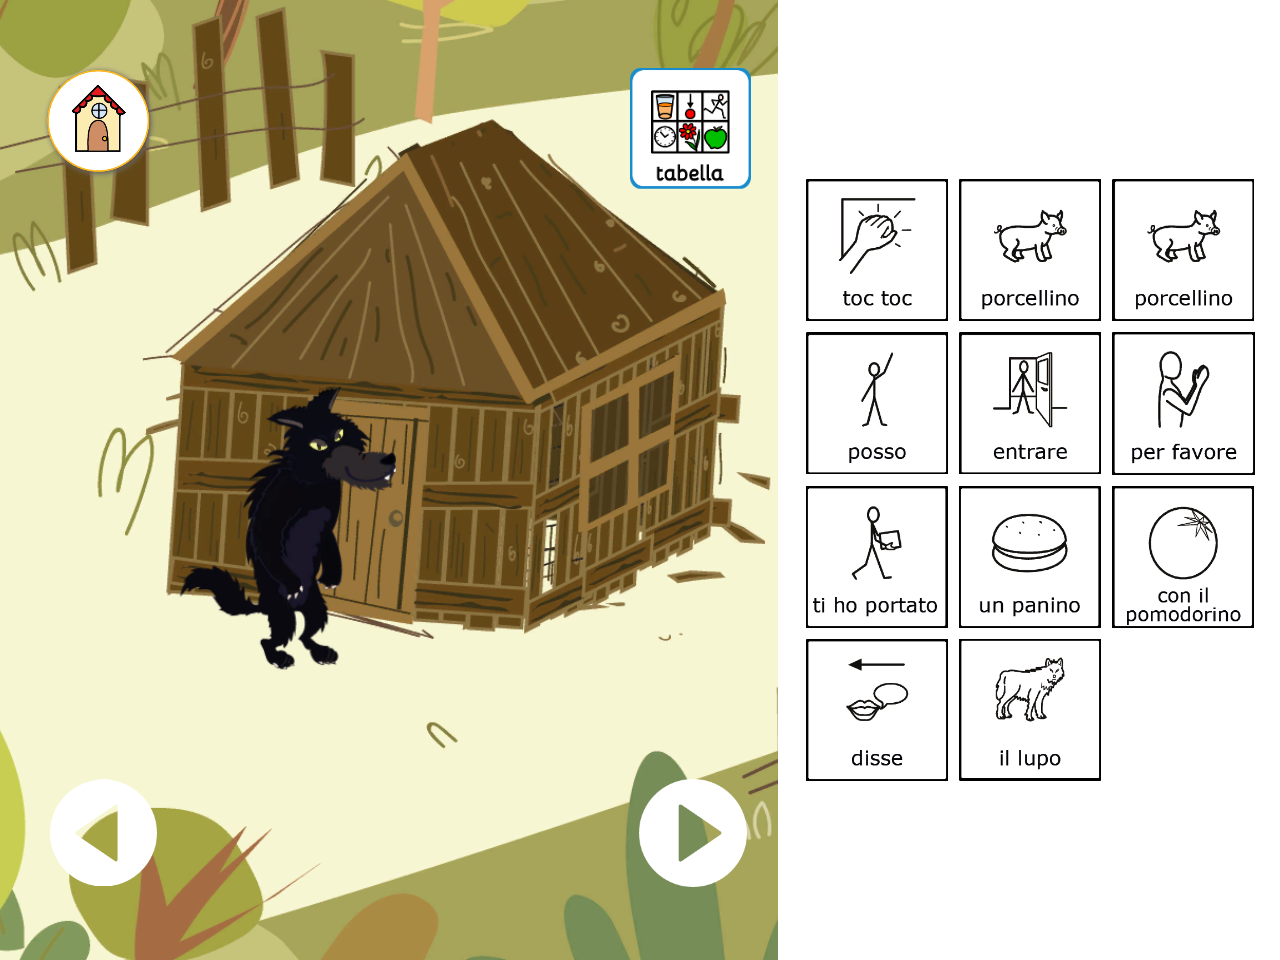 tabella
toc toc
porcellino
porcellino
posso
entrare
per favore
ti ho portato
un panino
con il
pomodorino
disse
il lupo